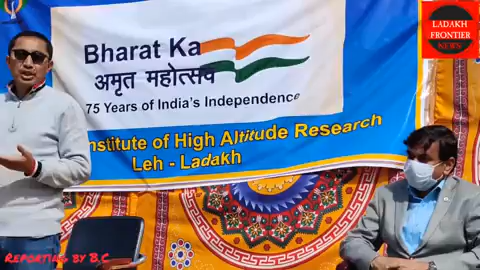 Bharat Ka
अमृत महोत्सव
75 Years of India's Independence
Institute of High Altitude Research
Leh - Ladakh
LADAKH
FRONTIER
NEWS
REPORTING BY B.C